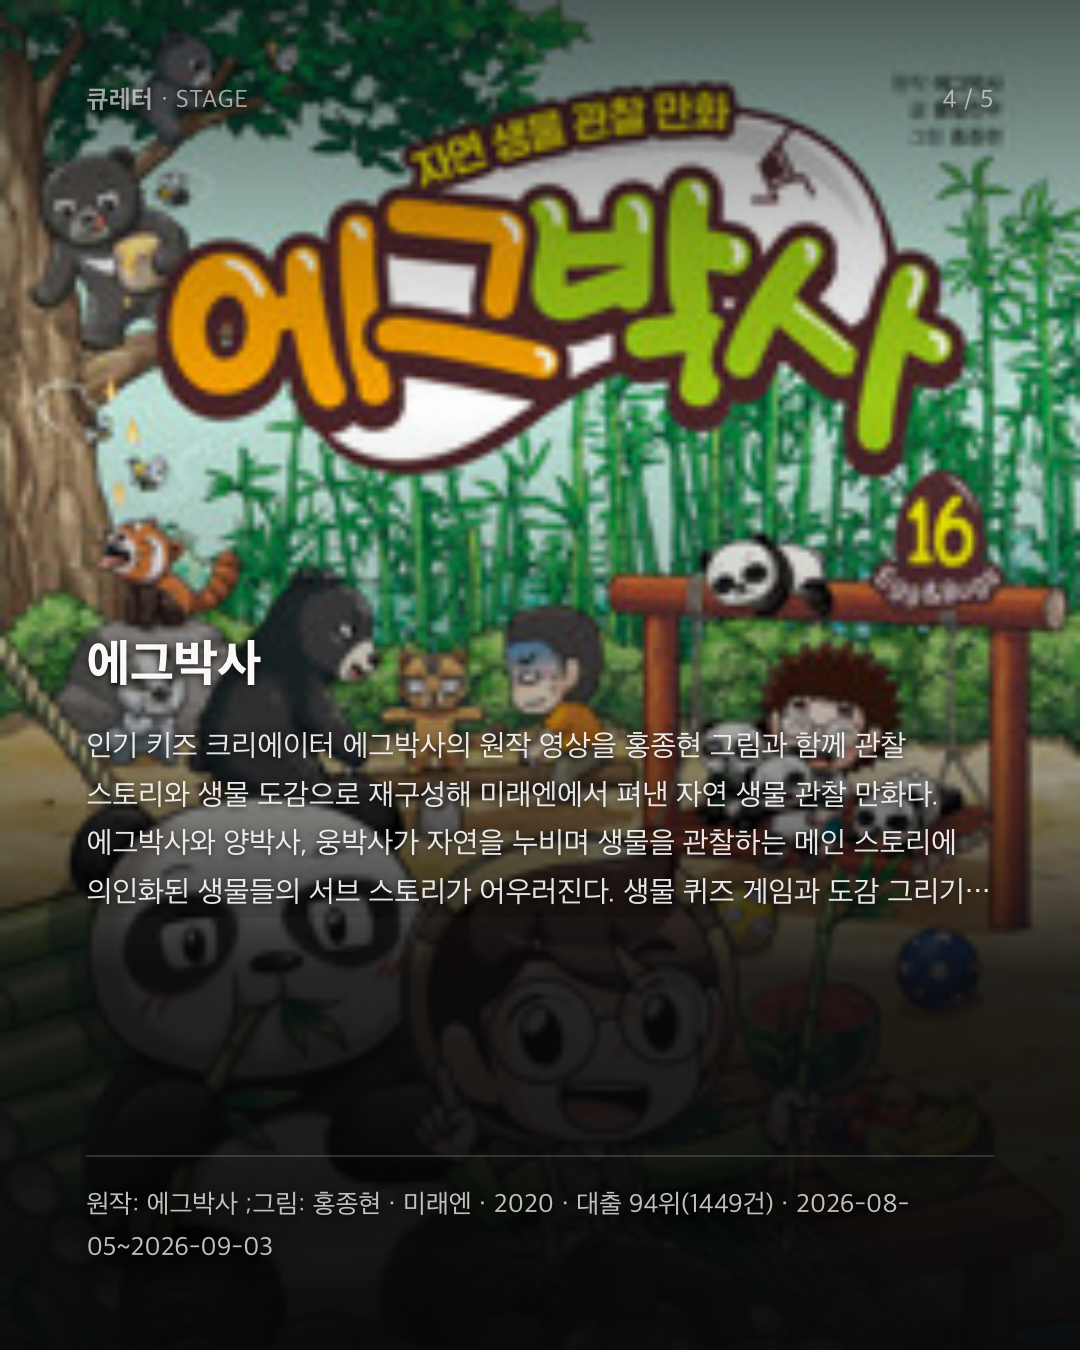 큐레터 · STAGE
4 / 5
자연 생물 관찰 만화
에그박사
16
에그박사
인기 키즈 크리에이터 에그박사의 원작 영상을 홍종현 그림과 함께 관찰
스토리와 생물 도감으로 재구성해 미래엔에서 펴낸 자연 생물 관찰 만화다.
에그박사와 양박사, 웅박사가 자연을 누비며 생물을 관찰하는 메인 스토리에
의인화된 생물들의 서브 스토리가 어우러진다. 생물 퀴즈 게임과 도감 그리기…
원작: 에그박사 ;그림: 홍종현 · 미래엔 · 2020 · 대출 94위(1449건) · 2026-08-
05~2026-09-03